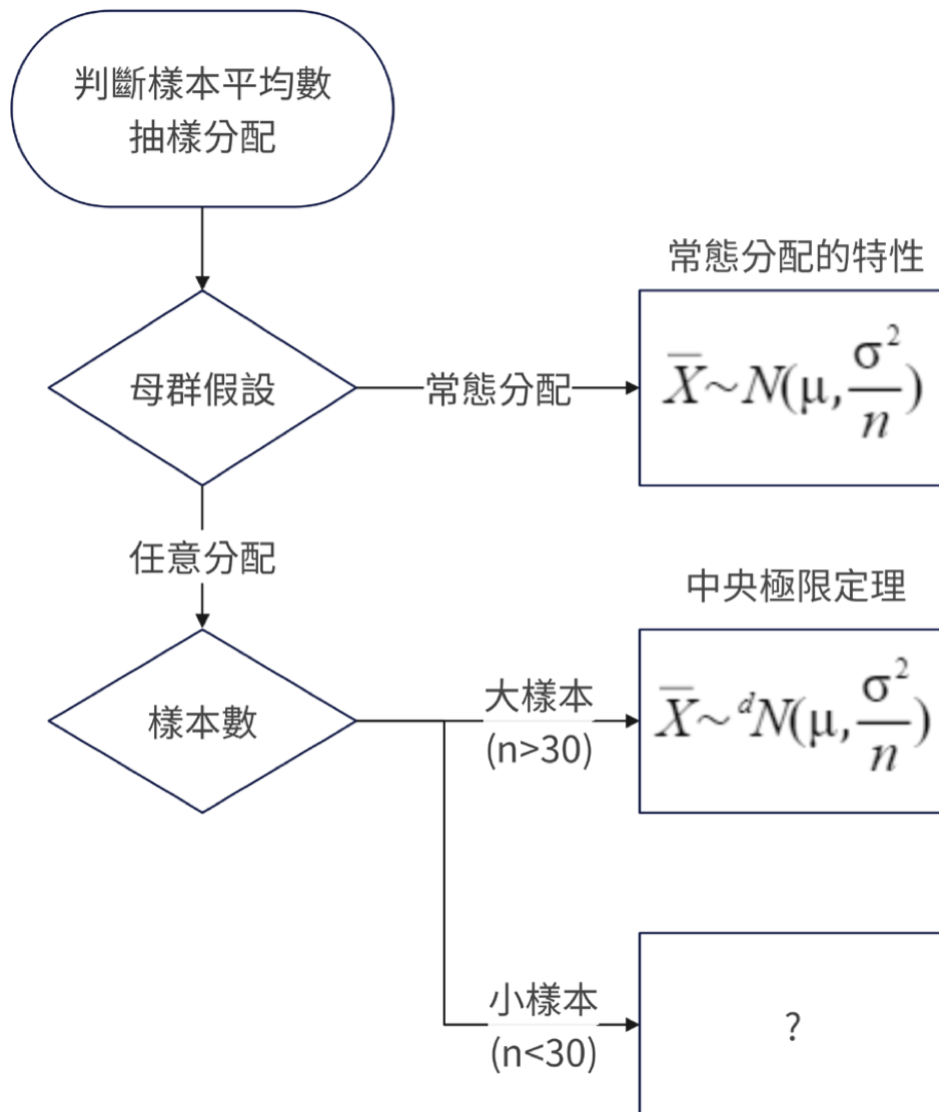 判斷樣本平均數
抽樣分配
常態分配的特性
母群假設
常態分配
X̅~N(μ,σ²/n)
任意分配
中央極限定理
樣本數
大樣本
(n>30)
X̅~ᵈN(μ,σ²/n)
小樣本
(n<30)
?